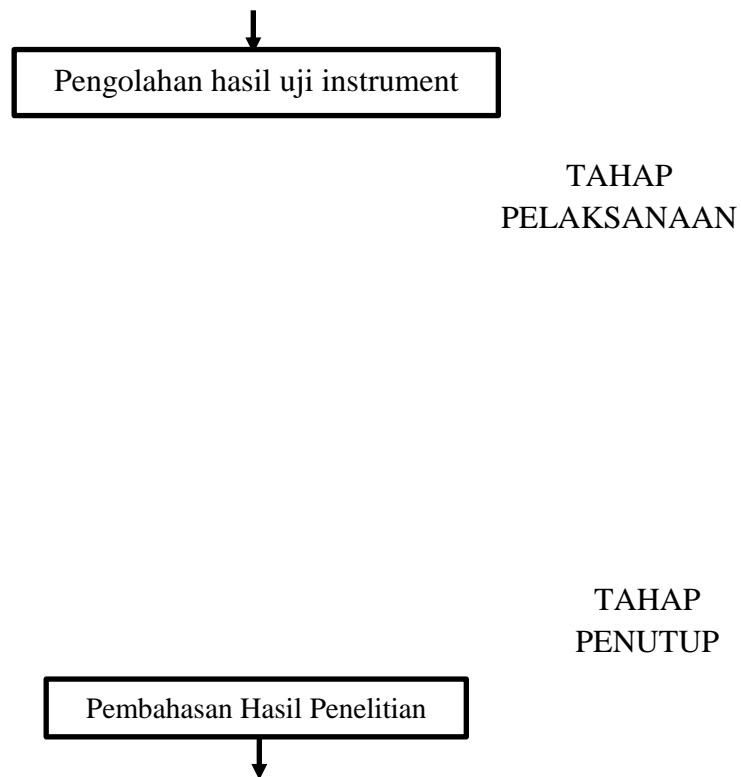 Pengolahan hasil uji instrument
TAHAP
PELAKSANAAN
TAHAP
PENUTUP
Pembahasan Hasil Penelitian